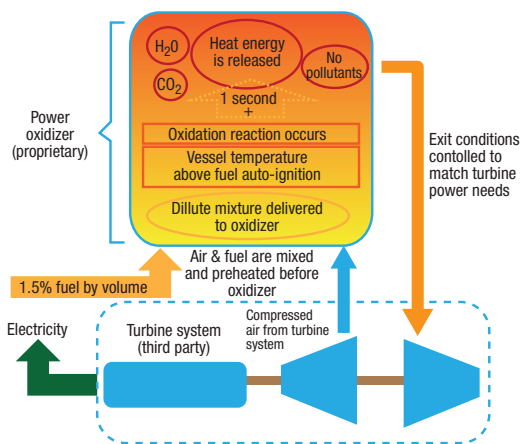 H₂0
Heat energy
is released
No
pollutants
CO₂
1 second
+
Power
oxidizer
(proprietary)
Oxidation reaction occurs
Vessel temperature
above fuel auto-ignition
Dillute mixture delivered
to oxidizer
Exit conditions
contolled to
match turbine
power needs
Air & fuel are mixed
and preheated before
oxidizer
1.5% fuel by volume
Electricity
Turbine system
(third party)
Compressed
air from turbine
system